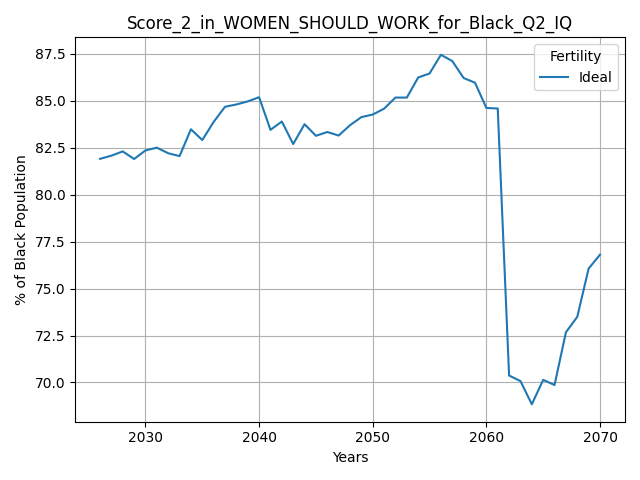 Score_2_in_WOMEN_SHOULD_WORK_for_Black_Q2_IQ
Fertility
Ideal
87.5
85.0
82.5
80.0
77.5
75.0
72.5
70.0
% of Black Population
2030 2040 2050 2060 2070
Years